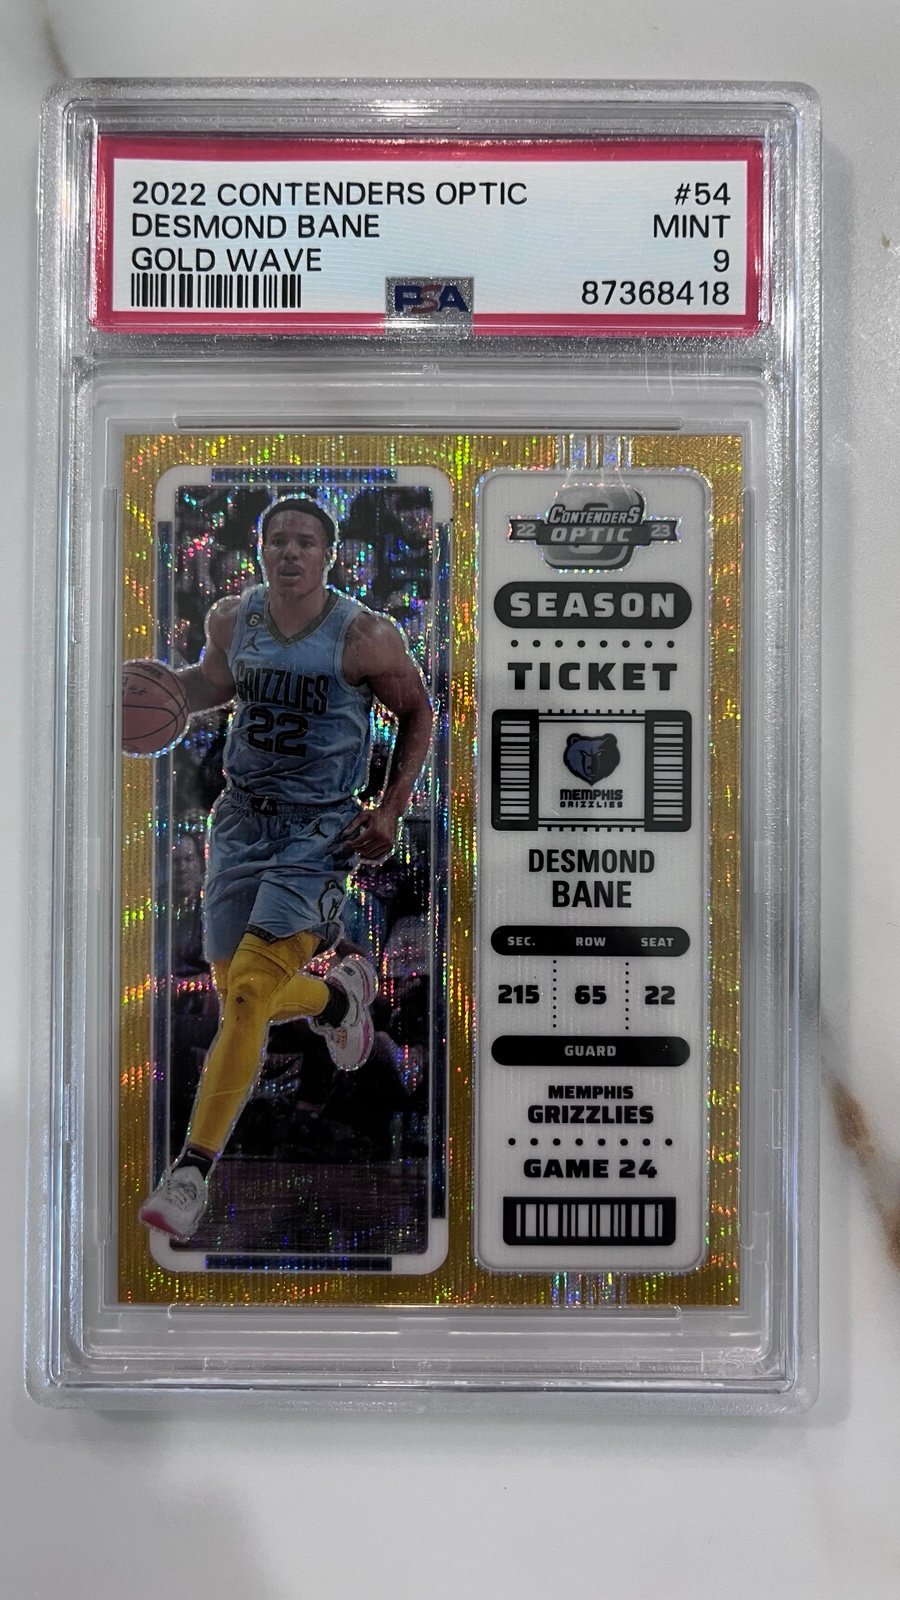 2022 CONTENDERS OPTIC #54
DESMOND BANE MINT
GOLD WAVE 9
PSA 87368418
CONTENDERS
22 OPTIC 23
SEASON
TICKET
6
GRIZZLIES
22
MEMPHIS
GRIZZLIES
DESMOND
BANE
SEC. ROW SEAT
215 65 22
GUARD
MEMPHIS
GRIZZLIES
GAME 24